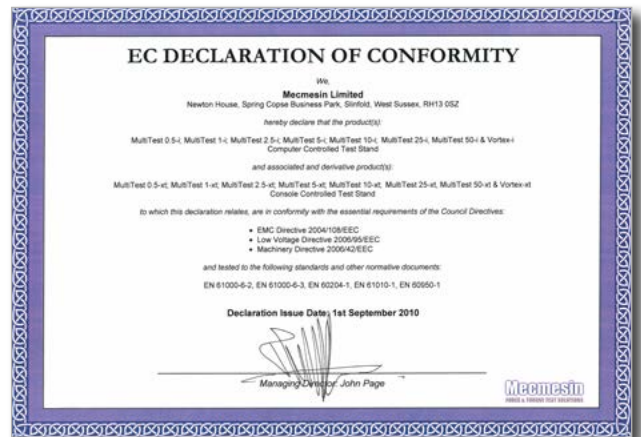 EC DECLARATION OF CONFORMITY
We,
Mecmesin Limited
Newton House, Spring Copse Business Park, Slinfold, West Sussex, RH13 0SZ
hereby declare that the product(s):
MultiTest 0.5-i; MultiTest 1-i; MultiTest 2.5-i; MultiTest 5-i; MultiTest 10-i; MultiTest 25-i, MultiTest 50-i & Vortex-i
Computer Controlled Test Stand
and associated and derivative product(s):
MultiTest 0.5-xt; MultiTest 1-xt; MultiTest 2.5-xt; MultiTest 5-xt; MultiTest 10-xt; MultiTest 25-xt, MultiTest 50-xt & Vortex-xt
Console Controlled Test Stand
to which this declaration relates, are in conformity with the essential requirements of the Council Directives:
• EMC Directive 2004/108/EEC
• Low Voltage Directive 2006/95/EEC
• Machinery Directive 2006/42/EEC
and tested to the following standards and other normative documents:
EN 61000-6-2, EN 61000-6-3, EN 60204-1, EN 61010-1, EN 60950-1
Declaration Issue Date: 1st September 2010
Managing Director: John Page
Mecmesin
FORCE & TORQUE TEST SOLUTIONS